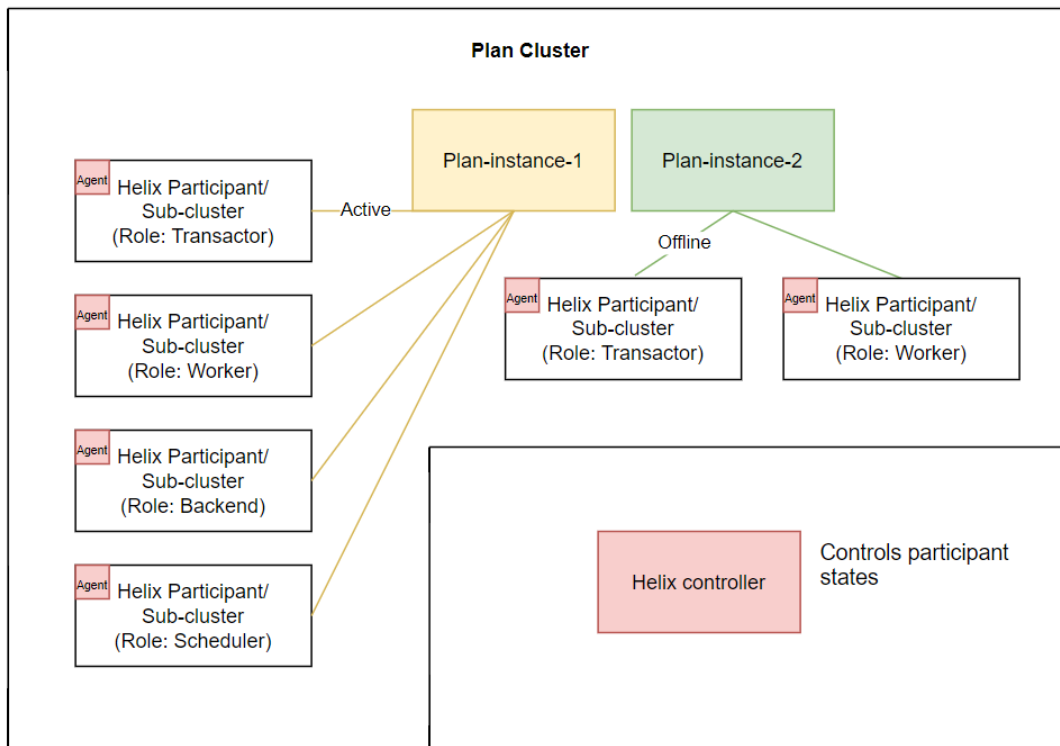 Plan Cluster
Plan-instance-1
Plan-instance-2
Agent
Helix Participant/
Sub-cluster
(Role: Transactor)
Active
Offline
Agent
Helix Participant/
Sub-cluster
(Role: Transactor)
Agent
Helix Participant/
Sub-cluster
(Role: Worker)
Agent
Helix Participant/
Sub-cluster
(Role: Worker)
Agent
Helix Participant/
Sub-cluster
(Role: Backend)
Agent
Helix Participant/
Sub-cluster
(Role: Scheduler)
Helix controller
Controls participant
states